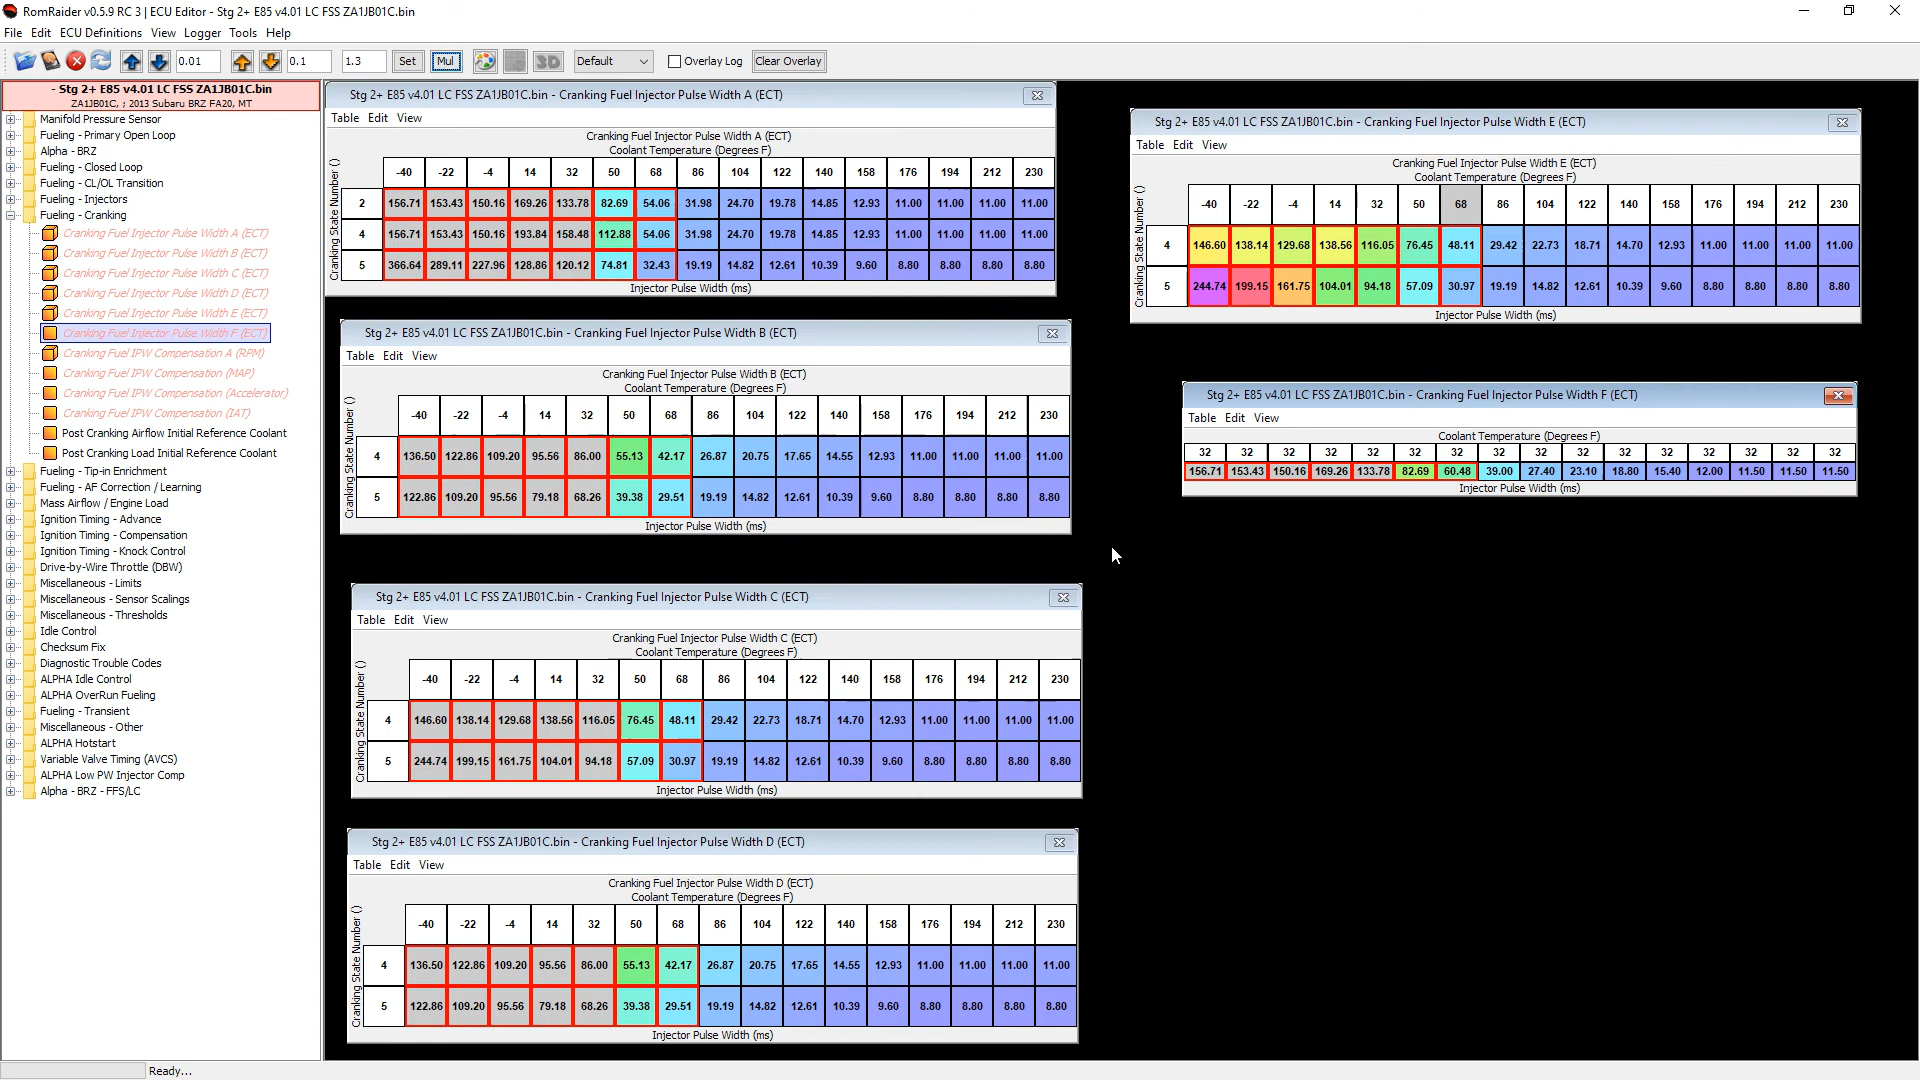 RomRaider v0.5.9 RC 3 | ECU Editor - Stg 2+ E85 v4.01 LC FSS ZA1JB01C.bin
File Edit ECU Definitions View Logger Tools Help
0.01 0.1 1.3 Set Mul 3D Default Overlay Log Clear Overlay
- Stg 2+ E85 v4.01 LC FSS ZA1JB01C.bin
ZA1JB01C, ; 2013 Subaru BRZ FA20, MT
Manifold Pressure Sensor
Fueling - Primary Open Loop
Alpha - BRZ
Fueling - Closed Loop
Fueling - CL/OL Transition
Fueling - Injectors
Fueling - Cranking
Cranking Fuel Injector Pulse Width A (ECT)
Cranking Fuel Injector Pulse Width B (ECT)
Cranking Fuel Injector Pulse Width C (ECT)
Cranking Fuel Injector Pulse Width D (ECT)
Cranking Fuel Injector Pulse Width E (ECT)
Cranking Fuel Injector Pulse Width F (ECT)
Cranking Fuel IPW Compensation A (RPM)
Cranking Fuel IPW Compensation (MAP)
Cranking Fuel IPW Compensation (Accelerator)
Cranking Fuel IPW Compensation (IAT)
Post Cranking Airflow Initial Reference Coolant
Post Cranking Load Initial Reference Coolant
Fueling - Tip-in Enrichment
Fueling - AF Correction / Learning
Mass Airflow / Engine Load
Ignition Timing - Advance
Ignition Timing - Compensation
Ignition Timing - Knock Control
Drive-by-Wire Throttle (DBW)
Miscellaneous - Limits
Miscellaneous - Sensor Scalings
Miscellaneous - Thresholds
Idle Control
Checksum Fix
Diagnostic Trouble Codes
ALPHA Idle Control
ALPHA OverRun Fueling
Fueling - Transient
Miscellaneous - Other
ALPHA Hotstart
Variable Valve Timing (AVCS)
ALPHA Low PW Injector Comp
Alpha - BRZ - FFS/LC
Stg 2+ E85 v4.01 LC FSS ZA1JB01C.bin - Cranking Fuel Injector Pulse Width A (ECT)
Table Edit View
Cranking Fuel Injector Pulse Width A (ECT)
Coolant Temperature (Degrees F)
Cranking State Number ()
-40 -22 -4 14 32 50 68 86 104 122 140 158 176 194 212 230
2 156.71 153.43 150.16 169.26 133.78 82.69 54.06 31.98 24.70 19.78 14.85 12.93 11.00 11.00 11.00 11.00
4 156.71 153.43 150.16 193.84 158.48 112.88 54.06 31.98 24.70 19.78 14.85 12.93 11.00 11.00 11.00 11.00
5 366.64 289.11 227.96 128.86 120.12 74.81 32.43 19.19 14.82 12.61 10.39 9.60 8.80 8.80 8.80 8.80
Injector Pulse Width (ms)
Stg 2+ E85 v4.01 LC FSS ZA1JB01C.bin - Cranking Fuel Injector Pulse Width B (ECT)
Table Edit View
Cranking Fuel Injector Pulse Width B (ECT)
Coolant Temperature (Degrees F)
Cranking State Number ()
-40 -22 -4 14 32 50 68 86 104 122 140 158 176 194 212 230
4 136.50 122.86 109.20 95.56 86.00 55.13 42.17 26.87 20.75 17.65 14.55 12.93 11.00 11.00 11.00 11.00
5 122.86 109.20 95.56 79.18 68.26 39.38 29.51 19.19 14.82 12.61 10.39 9.60 8.80 8.80 8.80 8.80
Injector Pulse Width (ms)
Stg 2+ E85 v4.01 LC FSS ZA1JB01C.bin - Cranking Fuel Injector Pulse Width C (ECT)
Table Edit View
Cranking Fuel Injector Pulse Width C (ECT)
Coolant Temperature (Degrees F)
Cranking State Number ()
-40 -22 -4 14 32 50 68 86 104 122 140 158 176 194 212 230
4 146.60 138.14 129.68 138.56 116.05 76.45 48.11 29.42 22.73 18.71 14.70 12.93 11.00 11.00 11.00 11.00
5 244.74 199.15 161.75 104.01 94.18 57.09 30.97 19.19 14.82 12.61 10.39 9.60 8.80 8.80 8.80 8.80
Injector Pulse Width (ms)
Stg 2+ E85 v4.01 LC FSS ZA1JB01C.bin - Cranking Fuel Injector Pulse Width D (ECT)
Table Edit View
Cranking Fuel Injector Pulse Width D (ECT)
Coolant Temperature (Degrees F)
Cranking State Number ()
-40 -22 -4 14 32 50 68 86 104 122 140 158 176 194 212 230
4 136.50 122.86 109.20 95.56 86.00 55.13 42.17 26.87 20.75 17.65 14.55 12.93 11.00 11.00 11.00 11.00
5 122.86 109.20 95.56 79.18 68.26 39.38 29.51 19.19 14.82 12.61 10.39 9.60 8.80 8.80 8.80 8.80
Injector Pulse Width (ms)
Stg 2+ E85 v4.01 LC FSS ZA1JB01C.bin - Cranking Fuel Injector Pulse Width E (ECT)
Table Edit View
Cranking Fuel Injector Pulse Width E (ECT)
Coolant Temperature (Degrees F)
Cranking State Number ()
-40 -22 -4 14 32 50 68 86 104 122 140 158 176 194 212 230
4 146.60 138.14 129.68 138.56 116.05 76.45 48.11 29.42 22.73 18.71 14.70 12.93 11.00 11.00 11.00 11.00
5 244.74 199.15 161.75 104.01 94.18 57.09 30.97 19.19 14.82 12.61 10.39 9.60 8.80 8.80 8.80 8.80
Injector Pulse Width (ms)
Stg 2+ E85 v4.01 LC FSS ZA1JB01C.bin - Cranking Fuel Injector Pulse Width F (ECT)
Table Edit View
Coolant Temperature (Degrees F)
32 32 32 32 32 32 32 32 32 32 32 32 32 32 32 32
156.71 153.43 150.16 169.26 133.78 82.69 60.48 39.00 27.40 23.10 18.80 15.40 12.00 11.50 11.50 11.50
Injector Pulse Width (ms)
Ready...